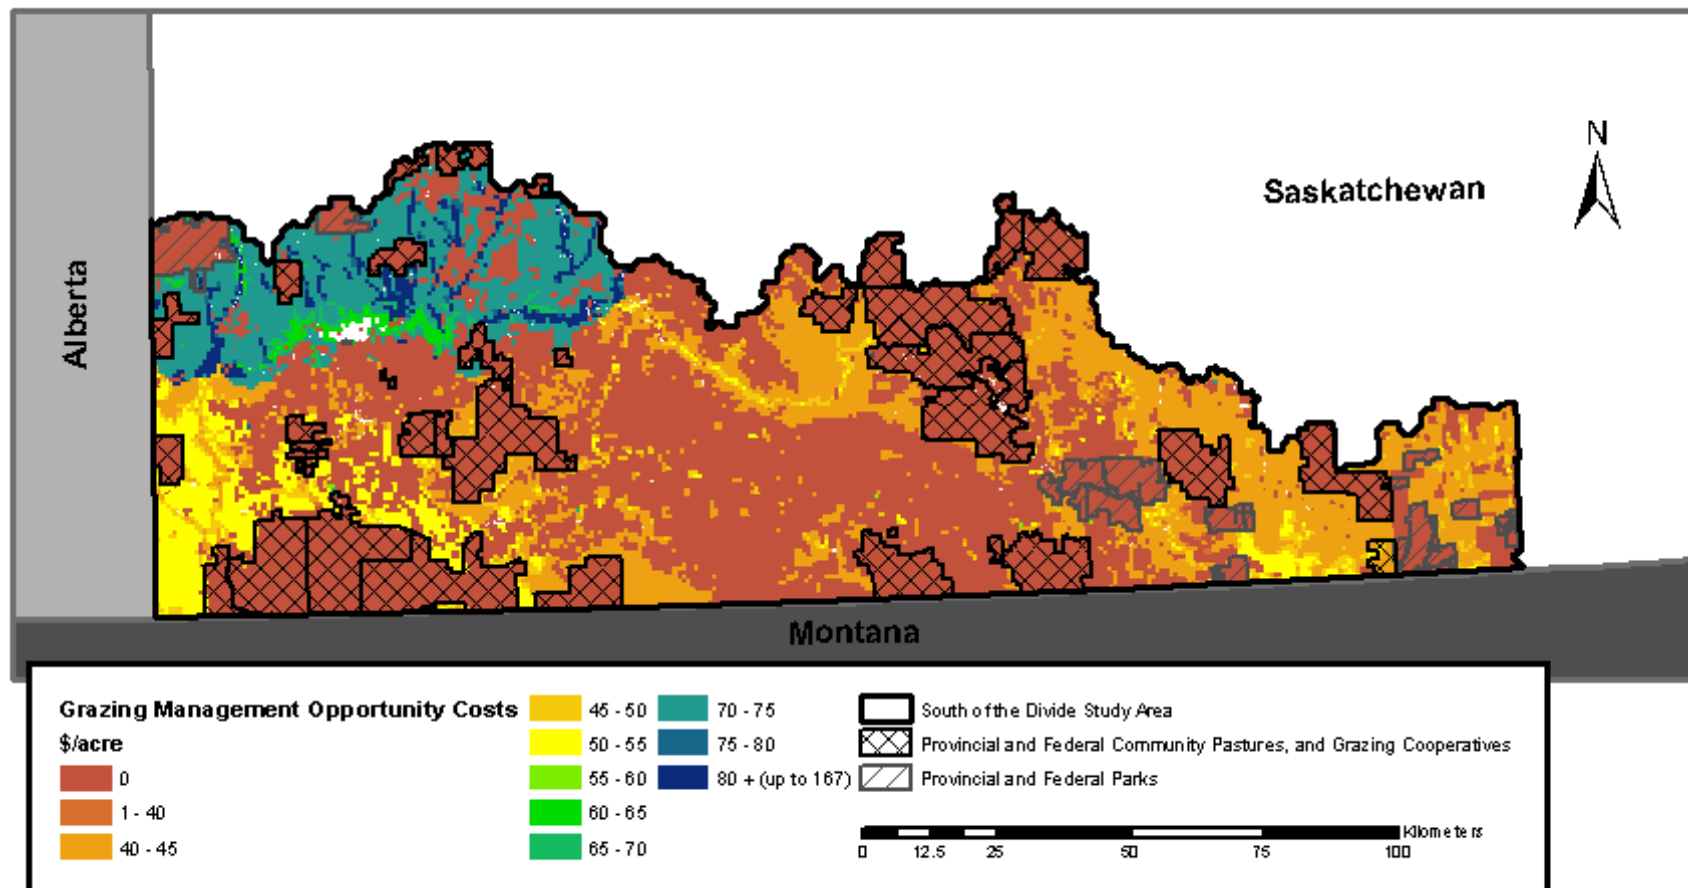 N
Saskatchewan
Alberta
Montana
Grazing Management Opportunity Costs
$/acre
0
1 - 40
40 - 45
45 - 50
50 - 55
55 - 60
60 - 65
65 - 70
70 - 75
75 - 80
80 + (up to 167)
South of the Divide Study Area
Provincial and Federal Community Pastures, and Grazing Cooperatives
Provincial and Federal Parks
Kilometers
0 12.5 25 50 75 100